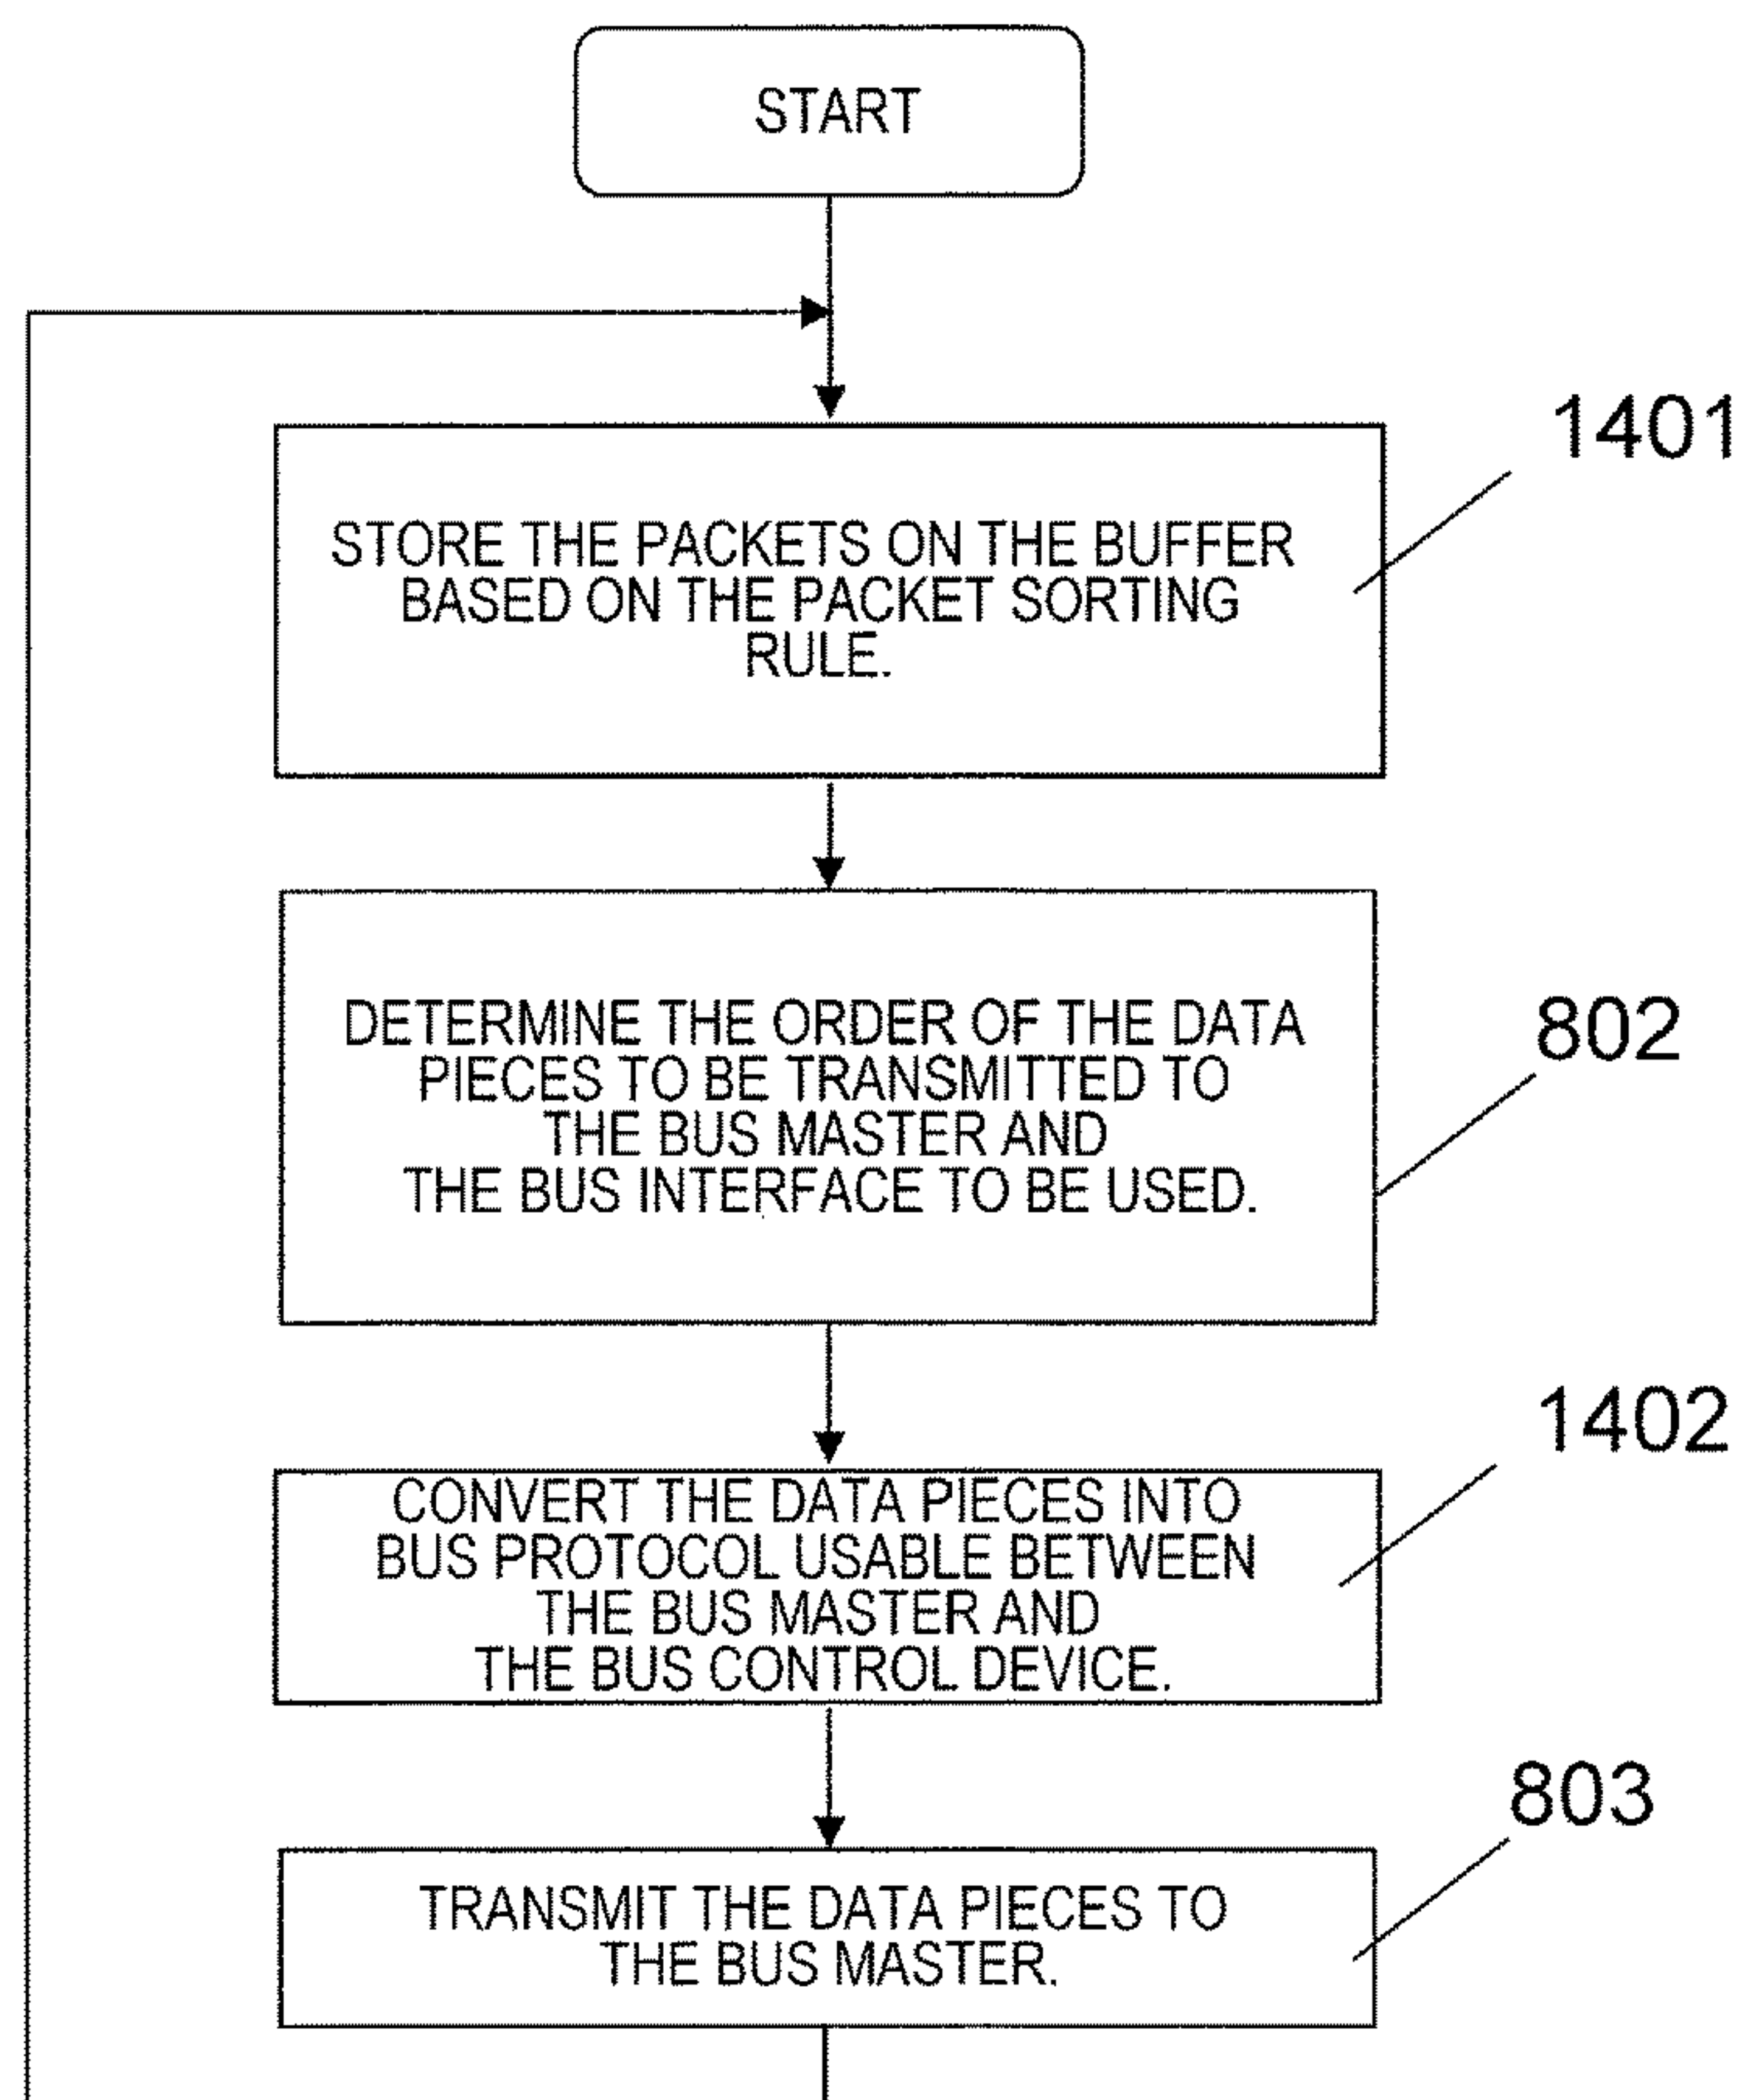 START
1401
STORE THE PACKETS ON THE BUFFER
BASED ON THE PACKET SORTING
RULE.
802
DETERMINE THE ORDER OF THE DATA
PIECES TO BE TRANSMITTED TO
THE BUS MASTER AND
THE BUS INTERFACE TO BE USED.
1402
CONVERT THE DATA PIECES INTO
BUS PROTOCOL USABLE BETWEEN
THE BUS MASTER AND
THE BUS CONTROL DEVICE.
803
TRANSMIT THE DATA PIECES TO
THE BUS MASTER.